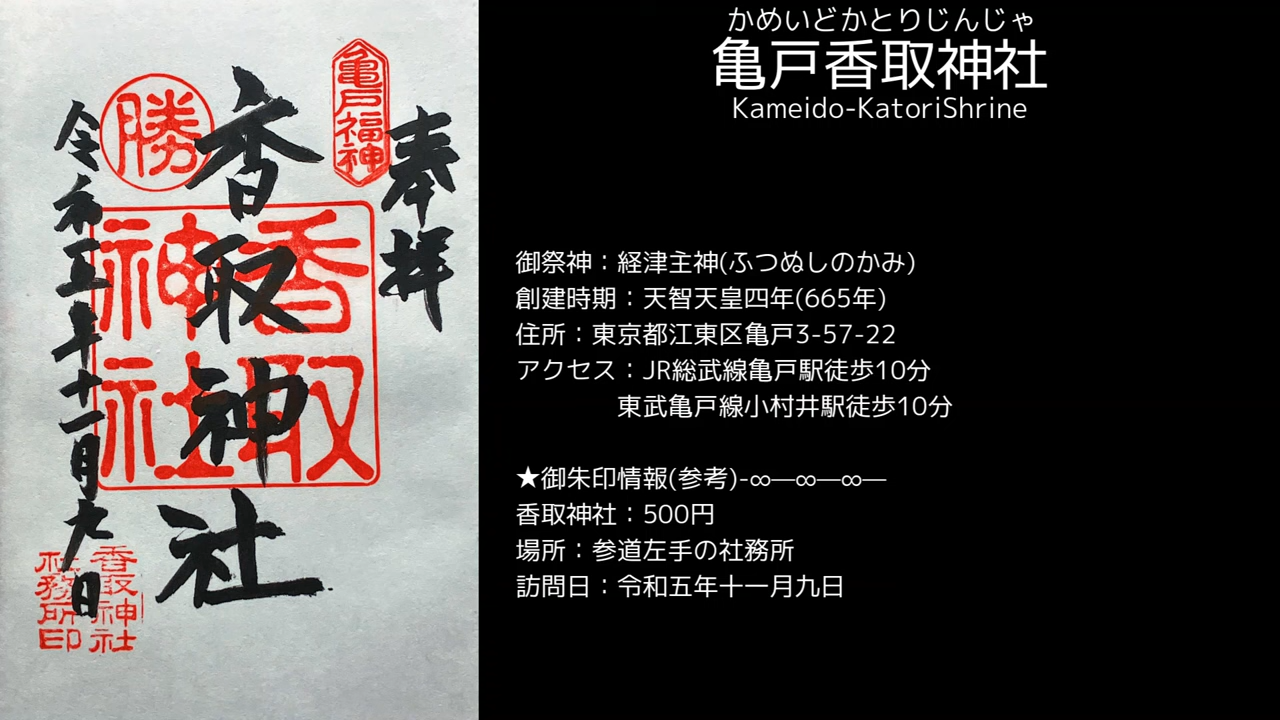 奉拝
亀戸福神
香取神社
勝
香取神社
令和五年十一月九日
香取神社
社務所印
かめいどかとりじんじゃ
亀戸香取神社
Kameido-KatoriShrine
御祭神：経津主神(ふつぬしのかみ)
創建時期：天智天皇四年(665年)
住所：東京都江東区亀戸3-57-22
アクセス：JR総武線亀戸駅徒歩10分
東武亀戸線小村井駅徒歩10分
★御朱印情報(参考)-∞—∞—∞—
香取神社：500円
場所：参道左手の社務所
訪問日：令和五年十一月九日